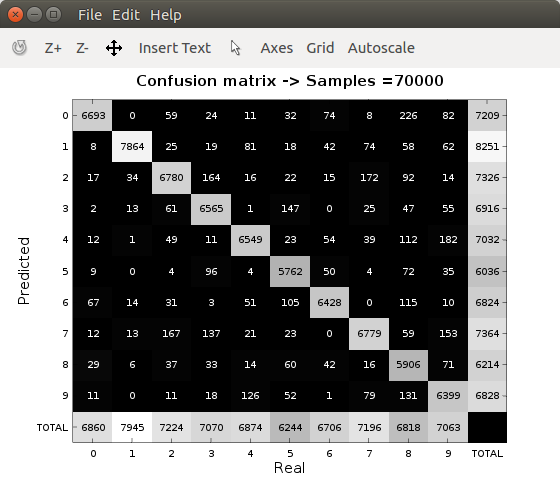 File Edit Help
Z+ Z- Insert Text Axes Grid Autoscale
Confusion matrix -> Samples =70000
0 6693 0 59 24 11 32 74 8 226 82 7209
1 8 7864 25 19 81 18 42 74 58 62 8251
2 17 34 6780 164 16 22 15 172 92 14 7326
3 2 13 61 6565 1 147 0 25 47 55 6916
4 12 1 49 11 6549 23 54 39 112 182 7032
5 9 0 4 96 4 5762 50 4 72 35 6036
6 67 14 31 3 51 105 6428 0 115 10 6824
7 12 13 167 137 21 23 0 6779 59 153 7364
8 29 6 37 33 14 60 42 16 5906 71 6214
9 11 0 11 18 126 52 1 79 131 6399 6828
TOTAL 6860 7945 7224 7070 6874 6244 6706 7196 6818 7063
0 1 2 3 4 5 6 7 8 9 TOTAL
Real
Predicted